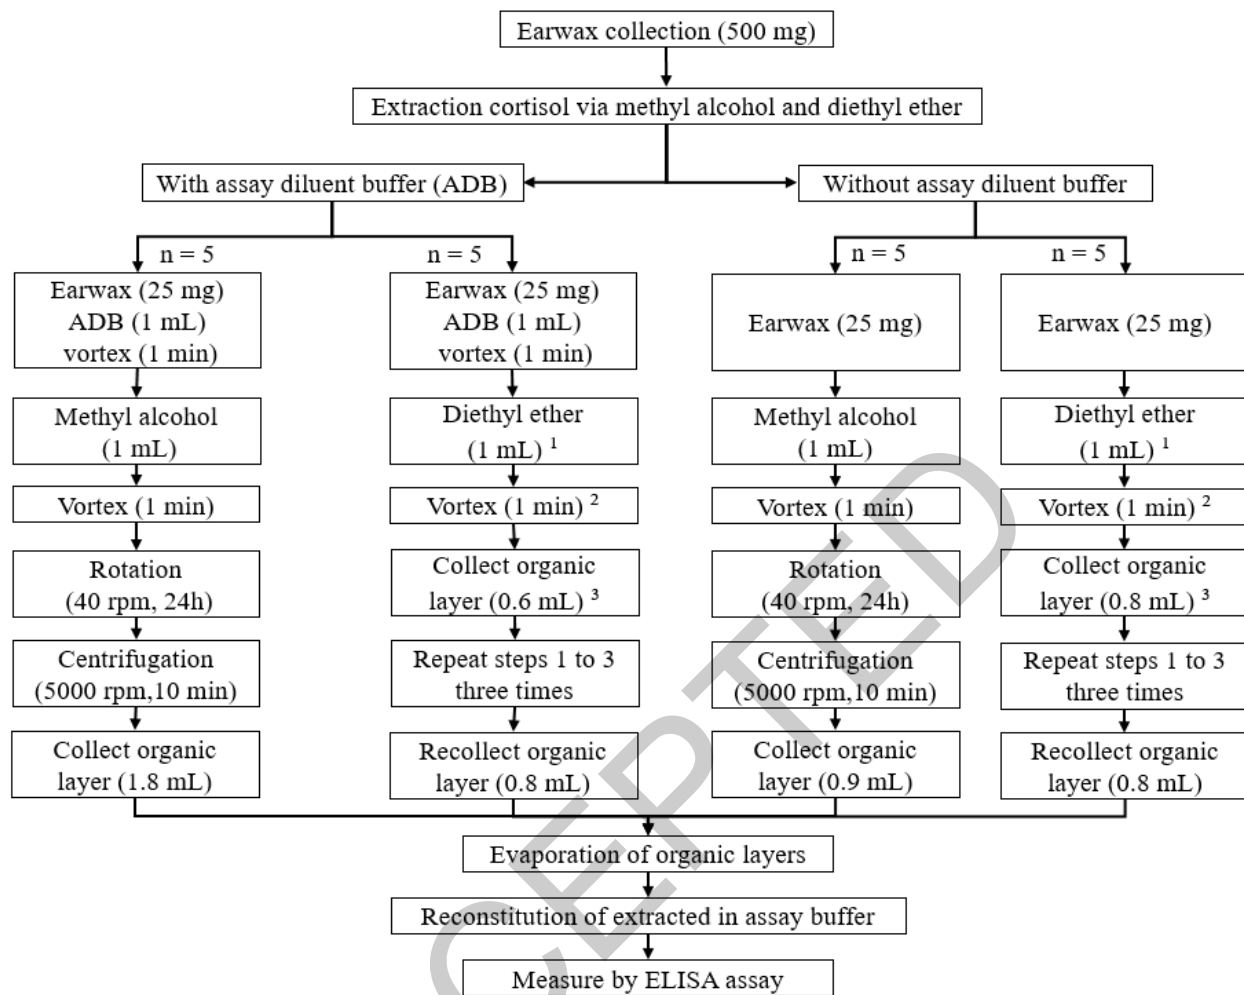 Earwax collection (500 mg)
Extraction cortisol via methyl alcohol and diethyl ether
With assay diluent buffer (ADB)
Without assay diluent buffer
n = 5
n = 5
n = 5
n = 5
Earwax (25 mg)
ADB (1 mL)
vortex (1 min)
Earwax (25 mg)
ADB (1 mL)
vortex (1 min)
Earwax (25 mg)
Earwax (25 mg)
Methyl alcohol
(1 mL)
Diethyl ether
(1 mL) ¹
Methyl alcohol
(1 mL)
Diethyl ether
(1 mL) ¹
Vortex (1 min)
Vortex (1 min) ²
Vortex (1 min)
Vortex (1 min) ²
Rotation
(40 rpm, 24h)
Collect organic
layer (0.6 mL) ³
Rotation
(40 rpm, 24h)
Collect organic
layer (0.8 mL) ³
Centrifugation
(5000 rpm,10 min)
Repeat steps 1 to 3
three times
Centrifugation
(5000 rpm,10 min)
Repeat steps 1 to 3
three times
Collect organic
layer (1.8 mL)
Recollect organic
layer (0.8 mL)
Collect organic
layer (0.9 mL)
Recollect organic
layer (0.8 mL)
Evaporation of organic layers
Reconstitution of extracted in assay buffer
Measure by ELISA assay
CEPTED